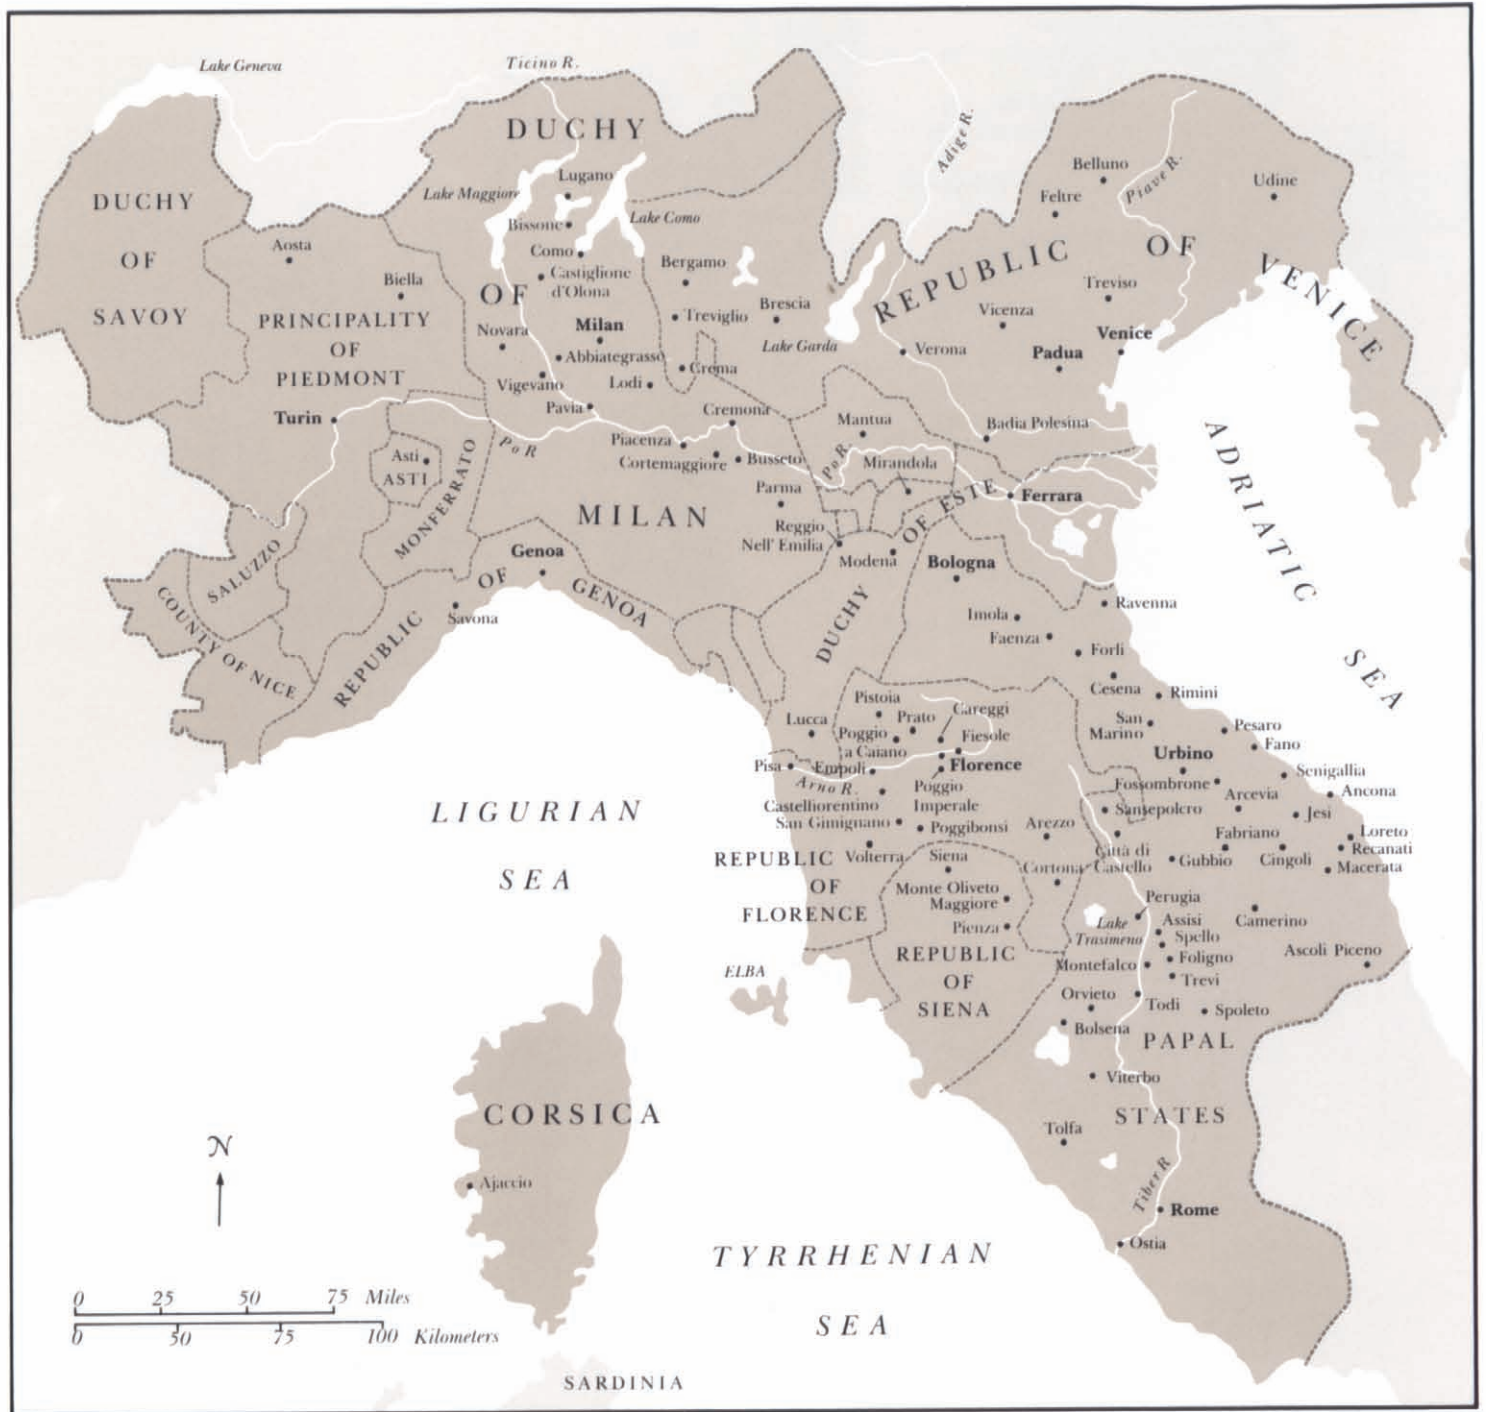 Lake Geneva
Ticino R.
Adige R.
DUCHY
OF
MILAN
Lugano
Lake Maggiore
Lake Como
Bissone
Como
Castiglione
d'Olona
Bergamo
Treviglio
Brescia
Lake Garda
Novara
Milan
Abbiategrasso
Crema
Vigevano
Lodi
Pavia
Cremona
Piacenza
Cortemaggiore
Busseto
Parma
Po R
DUCHY
OF
SAVOY
Aosta
Biella
PRINCIPALITY
OF
PIEDMONT
Turin
Asti
ASTI
MONFERRATO
SALUZZO
COUNTY OF NICE
REPUBLIC OF GENOA
Genoa
Savona
REPUBLIC OF VENICE
Belluno
Feltre
Piave R.
Udine
Treviso
Vicenza
Venice
Verona
Padua
Badia Polesina
Mantua
Po R.
Mirandola
DUCHY OF ESTE
Ferrara
Reggio
Nell' Emilia
Modena
Bologna
Imola
Faenza
Ravenna
Forli
Cesena
Rimini
San
Marino
Pesaro
Fano
Urbino
Fossombrone
Senigallia
Ancona
Arcevia
Jesi
Loreto
Recanati
Macerata
Fabriano
Cingoli
Gubbio
Sansepolcro
Città di
Castello
Camerino
Ascoli Piceno
Perugia
Assisi
Spello
Foligno
Trevi
Lake
Trasimeno
Montefalco
Todi
Spoleto
Orvieto
Bolsena
PAPAL
STATES
Viterbo
Tolfa
Tiber R
Rome
Ostia
Pistoia
Prato
Careggi
Lucca
Poggio
a Caiano
Fiesole
Florence
Pisa
Empoli
Arno R.
Poggio
Imperale
Castelliorentino
San Gimignano
Poggibonsi
Arezzo
Volterra
Siena
Cortona
Monte Oliveto
Maggiore
Pienza
REPUBLIC
OF
FLORENCE
REPUBLIC
OF
SIENA
ADRIATIC SEA
LIGURIAN
SEA
ELBA
CORSICA
Ajaccio
TYRRHENIAN
SEA
SARDINIA
N
0 25 50 75 Miles
0 50 75 100 Kilometers